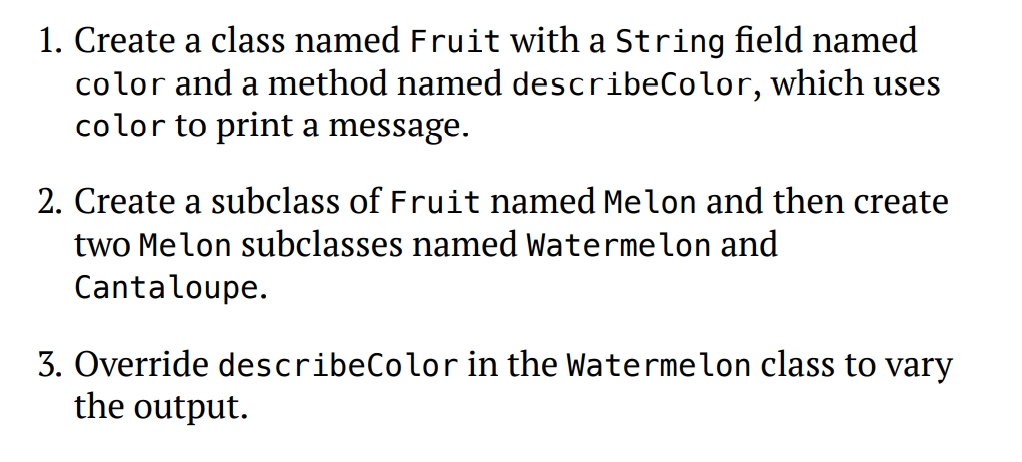 1. Create a class named Fruit with a String field named
color and a method named describeColor, which uses
color to print a message.
2. Create a subclass of Fruit named Melon and then create
two Melon subclasses named Watermelon and
Cantaloupe.
3. Override describeColor in the Watermelon class to vary
the output.